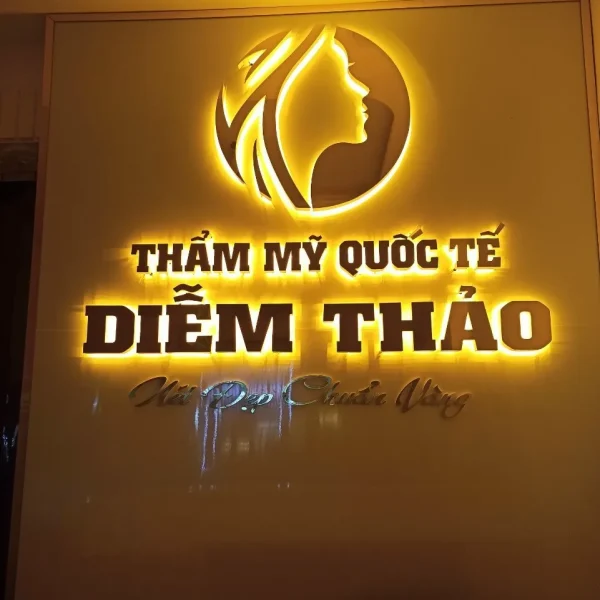 THẨM MỸ QUỐC TẾ
DIỄM THẢO
Nét Đẹp Chuẩn Vàng